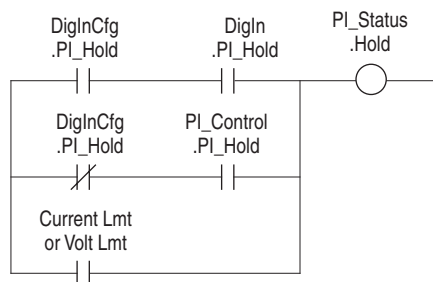 DigInCfg
.PI_Hold
DigIn
.PI_Hold
PI_Status
.Hold
DigInCfg
.PI_Hold
PI_Control
.PI_Hold
Current Lmt
or Volt Lmt